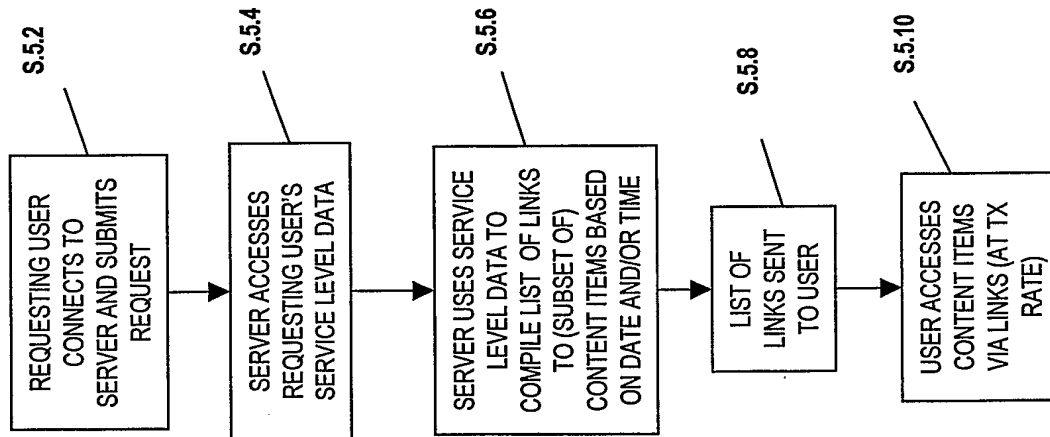 REQUESTING USER
CONNECTS TO
SERVER AND SUBMITS
REQUEST
S.5.2
SERVER ACCESSES
REQUESTING USER'S
SERVICE LEVEL DATA
S.5.4
SERVER USES SERVICE
LEVEL DATA TO
COMPILE LIST OF LINKS
TO (SUBSET OF)
CONTENT ITEMS BASED
ON DATE AND/OR TIME
S.5.6
LIST OF
LINKS SENT
TO USER
S.5.8
USER ACCESSES
CONTENT ITEMS
VIA LINKS (AT TX
RATE)
S.5.10